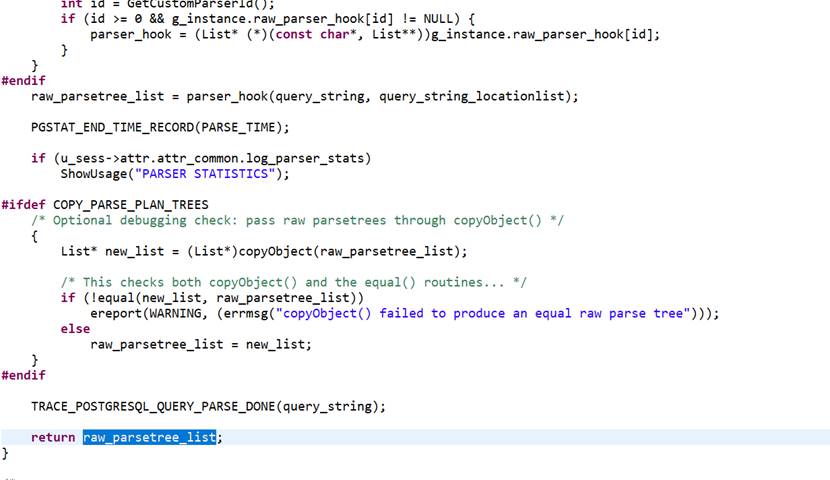 int id = GetCustomParserId();
if (id >= 0 && g_instance.raw_parser_hook[id] != NULL) {
parser_hook = (List* (*)(const char*, List**))g_instance.raw_parser_hook[id];
}
}
#endif
raw_parsetree_list = parser_hook(query_string, query_string_locationlist);
PGSTAT_END_TIME_RECORD(PARSE_TIME);
if (u_sess->attr.attr_common.log_parser_stats)
ShowUsage("PARSER STATISTICS");
#ifdef COPY_PARSE_PLAN_TREES
/* Optional debugging check: pass raw parsetrees through copyObject() */
{
List* new_list = (List*)copyObject(raw_parsetree_list);
/* This checks both copyObject() and the equal() routines... */
if (!equal(new_list, raw_parsetree_list))
ereport(WARNING, (errmsg("copyObject() failed to produce an equal raw parse tree")));
else
raw_parsetree_list = new_list;
}
#endif
TRACE_POSTGRESQL_QUERY_PARSE_DONE(query_string);
return raw_parsetree_list;
}